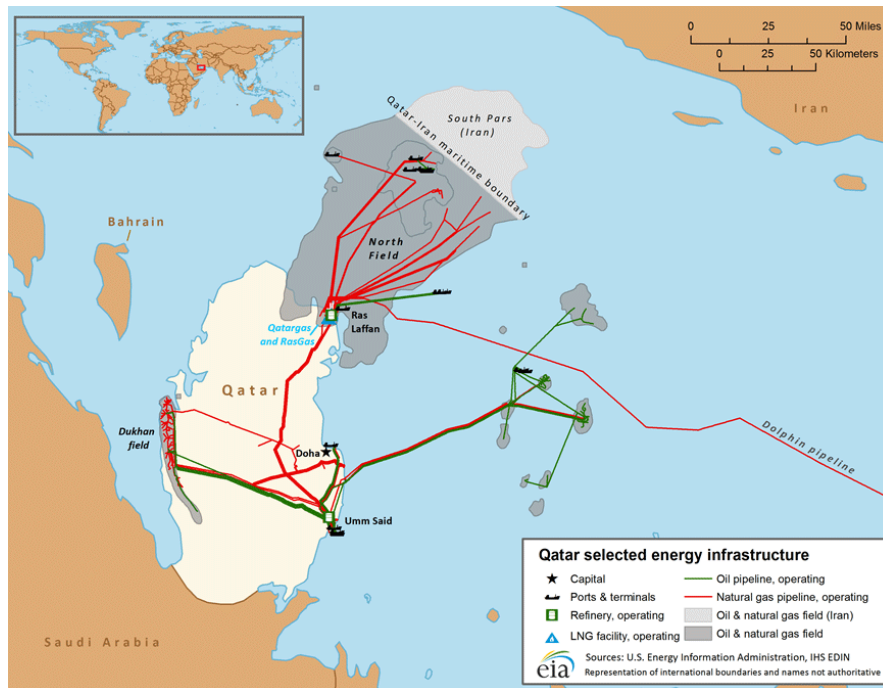 0
25
50 Miles
0
25
50 Kilometers
Iran
South Pars
(Iran)
Qatar-Iran maritime boundary
Bahrain
North
Field
Ras
Laffan
Qatargas
and RasGas
Qatar
Dukhan
field
Doha
Dolphin pipeline
Umm Said
Saudi Arabia
Qatar selected energy infrastructure
Capital
Oil pipeline, operating
Ports & terminals
Natural gas pipeline, operating
Refinery, operating
Oil & natural gas field (Iran)
LNG facility, operating
Oil & natural gas field
eia
Sources: U.S. Energy Information Administration, IHS EDIN
Representation of international boundaries and names not authoritative